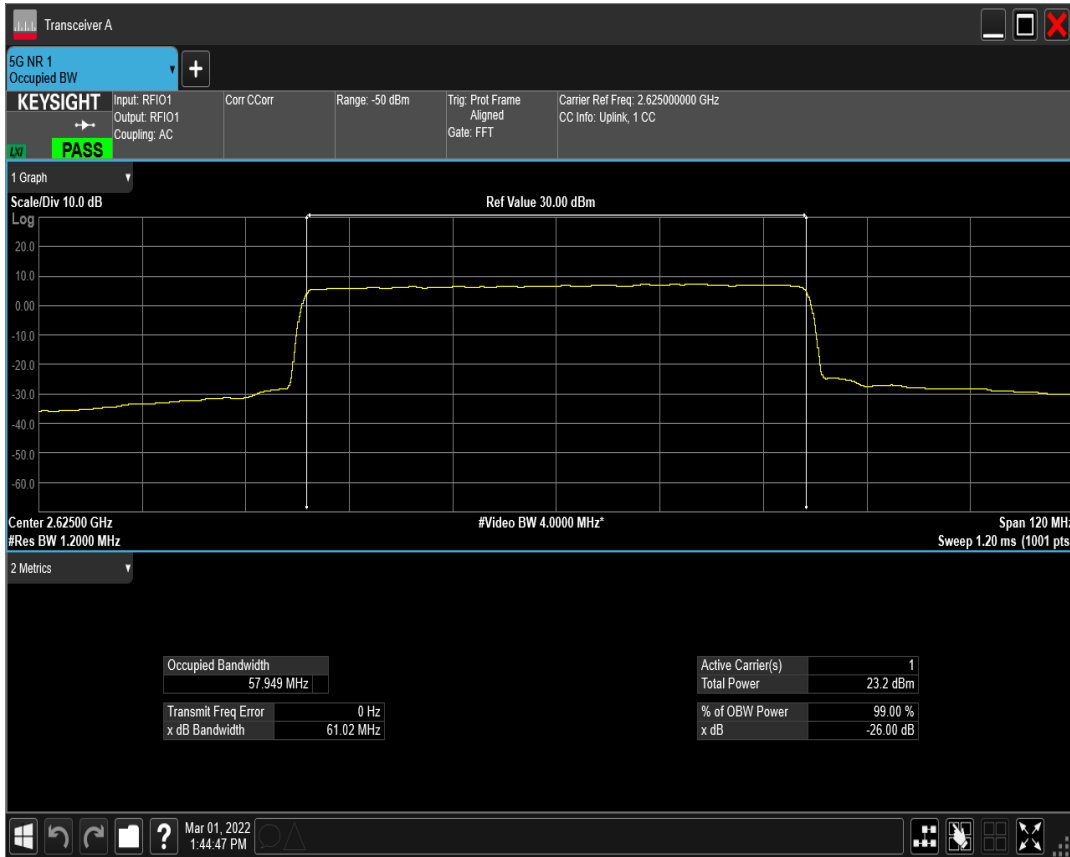 Transceiver A
5G NR 1
Occupied BW
+
KEYSIGHT
Input: RFIO1
Output: RFIO1
Coupling: AC
Corr CCorr
Range: -50 dBm
Trig: Prot Frame
Aligned
Gate: FFT
Carrier Ref Freq: 2.625000000 GHz
CC Info: Uplink, 1 CC
LXI
PASS
1 Graph
Scale/Div 10.0 dB
Ref Value 30.00 dBm
Log
20.0
10.0
0.00
-10.0
-20.0
-30.0
-40.0
-50.0
-60.0
Center 2.62500 GHz
#Video BW 4.0000 MHz*
Span 120 MHz
#Res BW 1.2000 MHz
Sweep 1.20 ms (1001 pts
2 Metrics
Occupied Bandwidth
57.949 MHz
Transmit Freq Error 0 Hz
x dB Bandwidth 61.02 MHz
Active Carrier(s) 1
Total Power 23.2 dBm
% of OBW Power 99.00 %
x dB -26.00 dB
?
Mar 01, 2022
1:44:47 PM